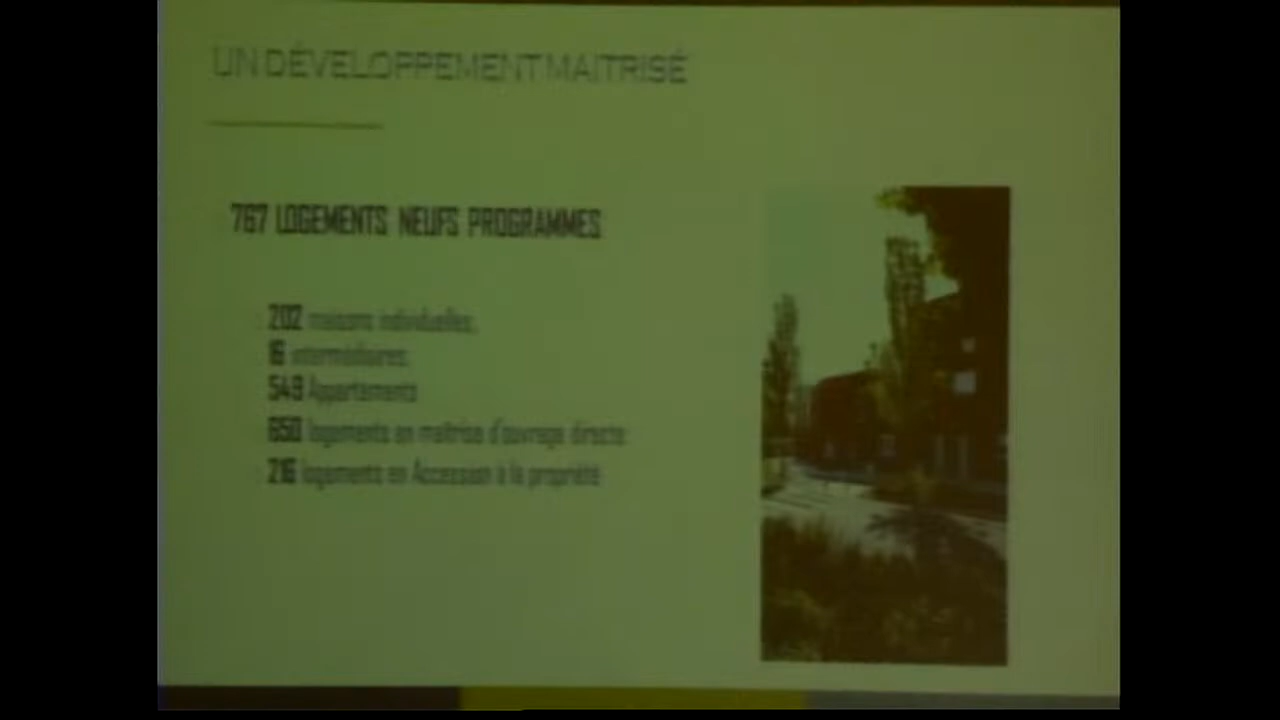 UN DÉVELOPPEMENT MAITRISÉ
767 LOGEMENTS NEUFS PROGRAMMES
202 maisons individuelles,
16 intermédiaires,
549 Appartements
650 logements en maîtrise d'ouvrage directe
216 logements en Accession à la propriété